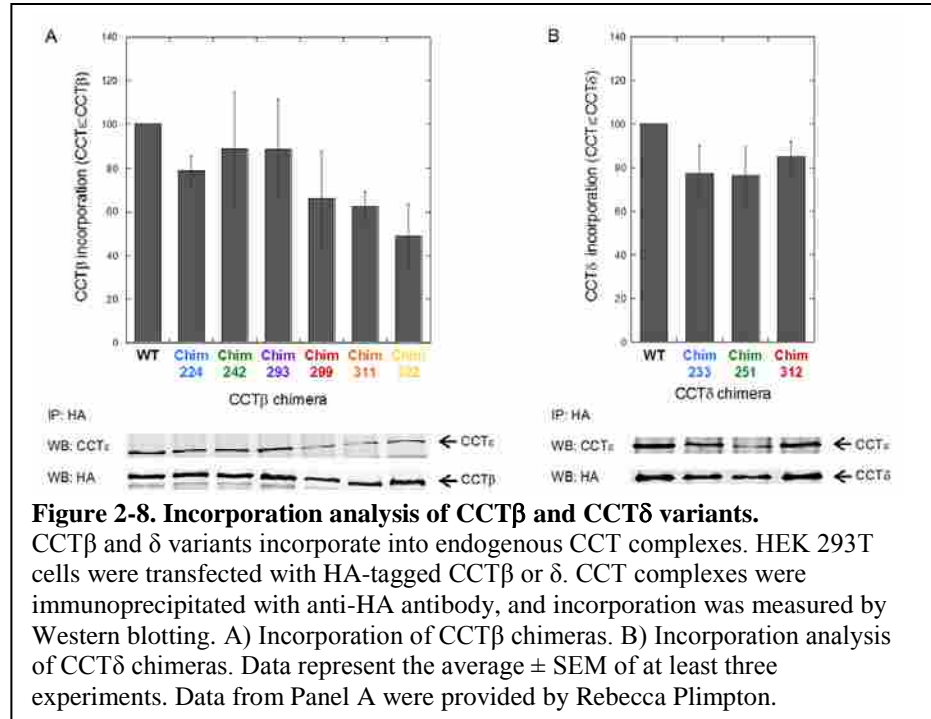 A
B
CCTβ incorporation (CCTε:CCTβ)
140
120
100
80
60
40
20
0
WT
Chim 224
Chim 242
Chim 293
Chim 299
Chim 311
Chim
CCTβ chimera
IP: HA
WB: CCTε
← CCTε
WB: HA
← CCTβ
CCTδ incorporation (CCTε:CCTδ)
140
120
100
80
60
40
20
0
WT
Chim 233
Chim 251
Chim 312
CCTδ chimera
IP: HA
WB: CCTε
← CCTε
WB: HA
← CCTδ
Figure 2-8. Incorporation analysis of CCTβ and CCTδ variants.
CCTβ and δ variants incorporate into endogenous CCT complexes. HEK 293T
cells were transfected with HA-tagged CCTβ or δ. CCT complexes were
immunoprecipitated with anti-HA antibody, and incorporation was measured by
Western blotting. A) Incorporation of CCTβ chimeras. B) Incorporation analysis
of CCTδ chimeras. Data represent the average ± SEM of at least three
experiments. Data from Panel A were provided by Rebecca Plimpton.